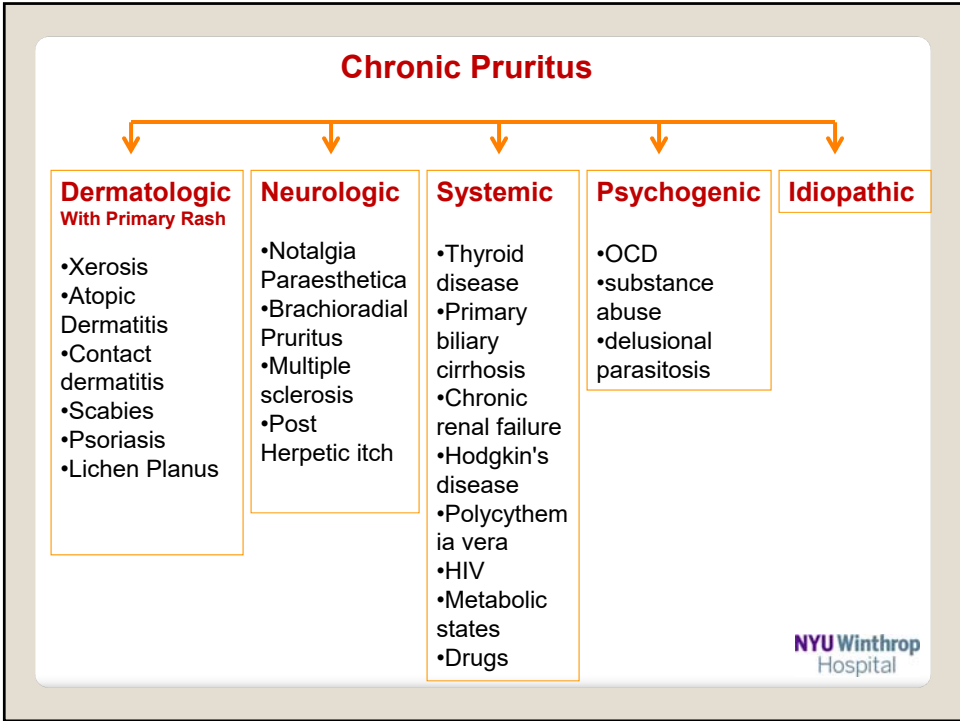 Chronic Pruritus
Dermatologic
With Primary Rash
•Xerosis
•Atopic
Dermatitis
•Contact
dermatitis
•Scabies
•Psoriasis
•Lichen Planus
Neurologic
•Notalgia
Paraesthetica
•Brachioradial
Pruritus
•Multiple
sclerosis
•Post
Herpetic itch
Systemic
•Thyroid
disease
•Primary
biliary
cirrhosis
•Chronic
renal failure
•Hodgkin's
disease
•Polycythem
ia vera
•HIV
•Metabolic
states
•Drugs
Psychogenic
•OCD
•substance
abuse
•delusional
parasitosis
Idiopathic
NYU Winthrop
Hospital